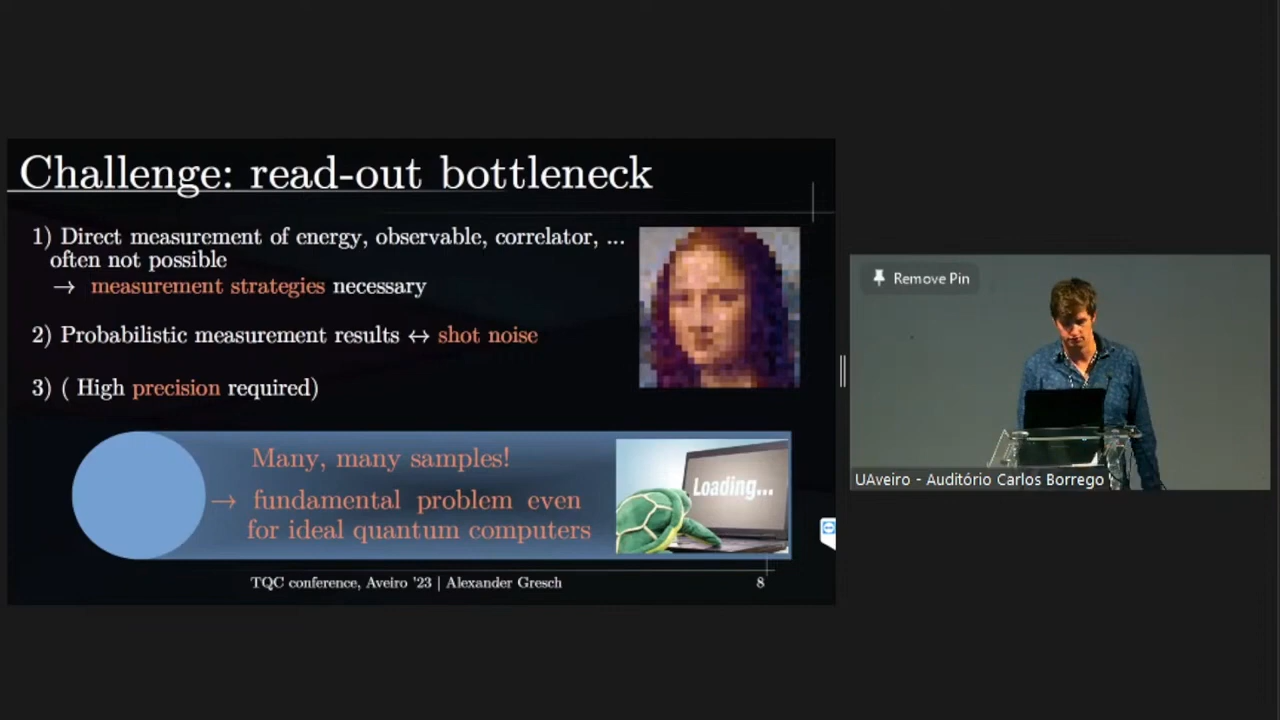 Challenge: read-out bottleneck
1) Direct measurement of energy, observable, correlator, ...
often not possible
→ measurement strategies necessary
2) Probabilistic measurement results ↔ shot noise
3) ( High precision required)
Many, many samples!
→ fundamental problem even
for ideal quantum computers
Loading...
TQC conference, Aveiro '23 | Alexander Gresch
8
Remove Pin
UAveiro - Auditório Carlos Borrego